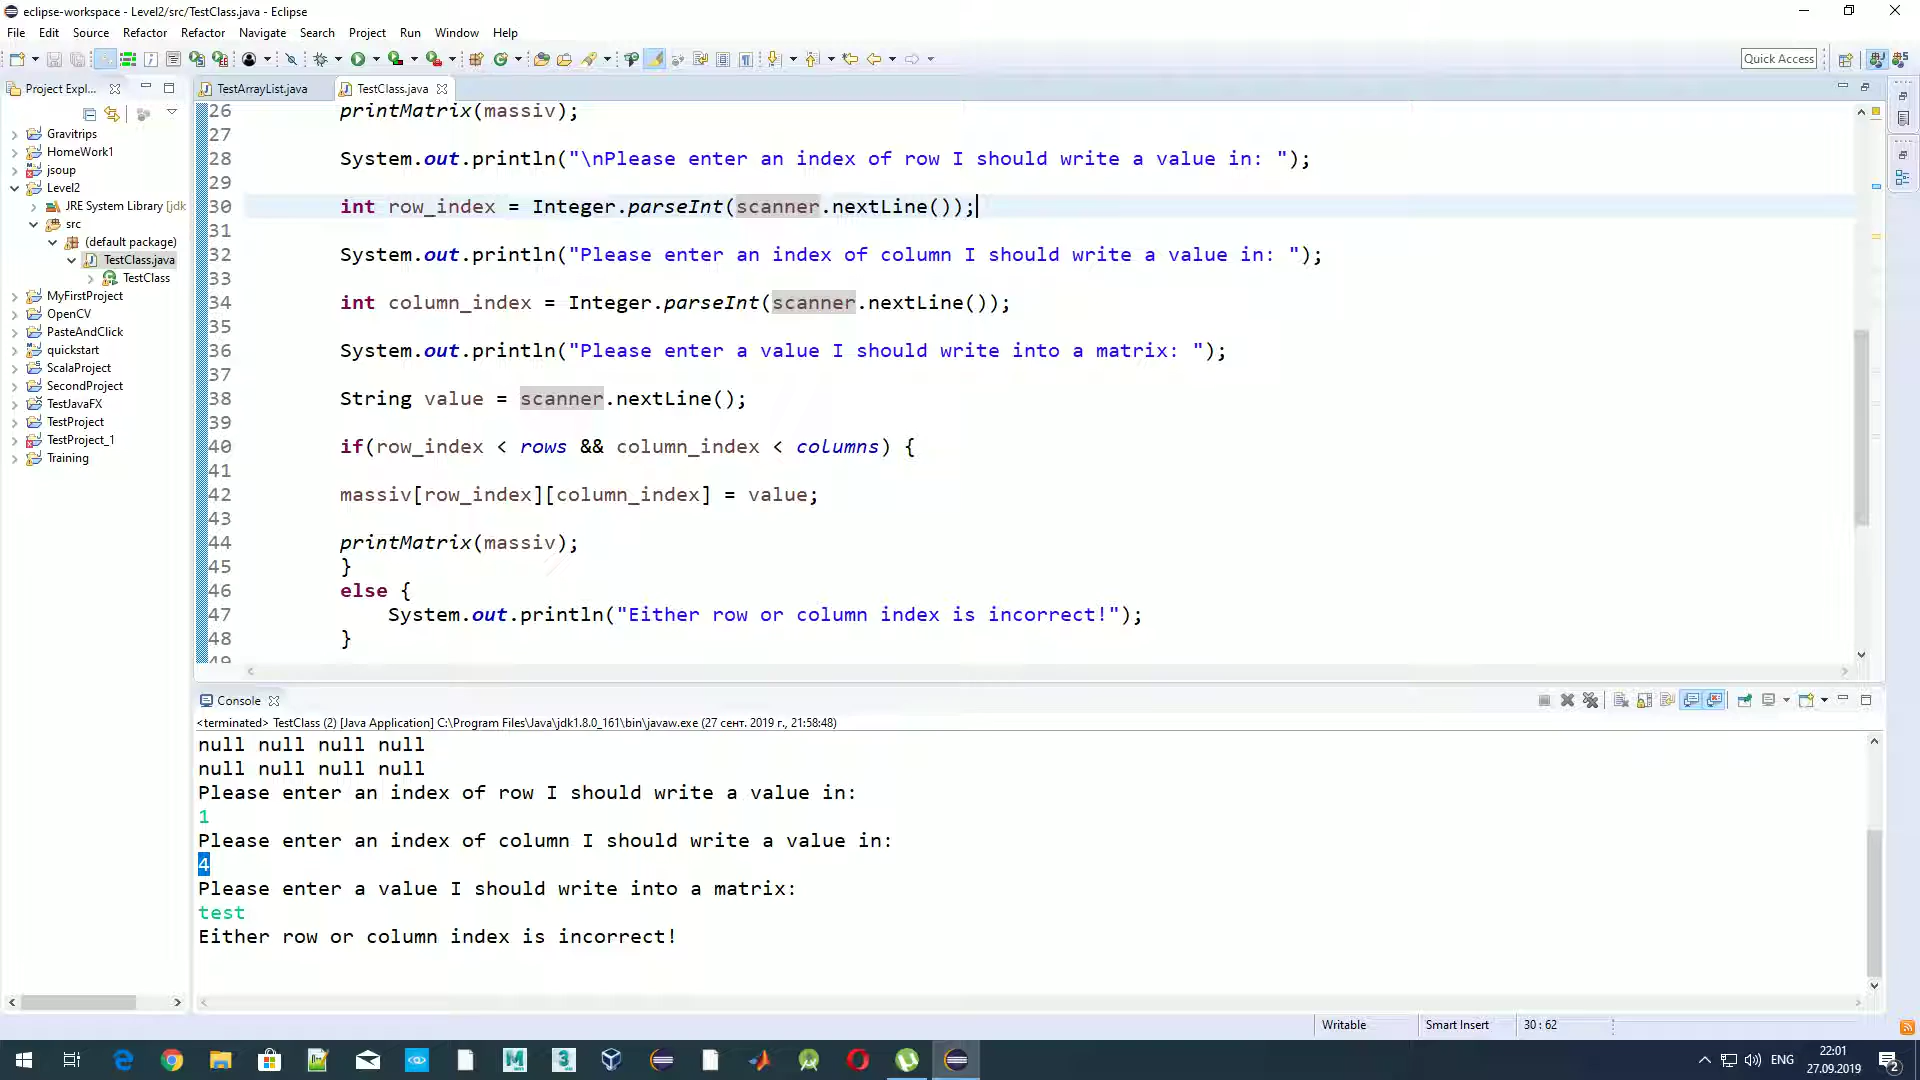 eclipse-workspace - Level2/src/TestClass.java - Eclipse
File Edit Source Refactor Refactor Navigate Search Project Run Window Help
Quick Access
Project Expl...
TestArrayList.java
TestClass.java
Gravitrips
HomeWork1
jsoup
Level2
JRE System Library [jdk
src
(default package)
TestClass.java
TestClass
MyFirstProject
OpenCV
PasteAndClick
quickstart
ScalaProject
SecondProject
TestJavaFX
TestProject
TestProject_1
Training
26 printMatrix(massiv);
27
28 System.out.println("\nPlease enter an index of row I should write a value in: ");
29
30 int row_index = Integer.parseInt(scanner.nextLine());
31
32 System.out.println("Please enter an index of column I should write a value in: ");
33
34 int column_index = Integer.parseInt(scanner.nextLine());
35
36 System.out.println("Please enter a value I should write into a matrix: ");
37
38 String value = scanner.nextLine();
39
40 if(row_index < rows && column_index < columns) {
41
42 massiv[row_index][column_index] = value;
43
44 printMatrix(massiv);
45 }
46 else {
47 System.out.println("Either row or column index is incorrect!");
48 }
49
Console
<terminated> TestClass (2) [Java Application] C:\Program Files\Java\jdk1.8.0_161\bin\javaw.exe (27 сент. 2019 г., 21:58:48)
null null null null
null null null null
Please enter an index of row I should write a value in:
1
Please enter an index of column I should write a value in:
4
Please enter a value I should write into a matrix:
test
Either row or column index is incorrect!
Writable
Smart Insert
30 : 62
ENG
22:01
27.09.2019
2